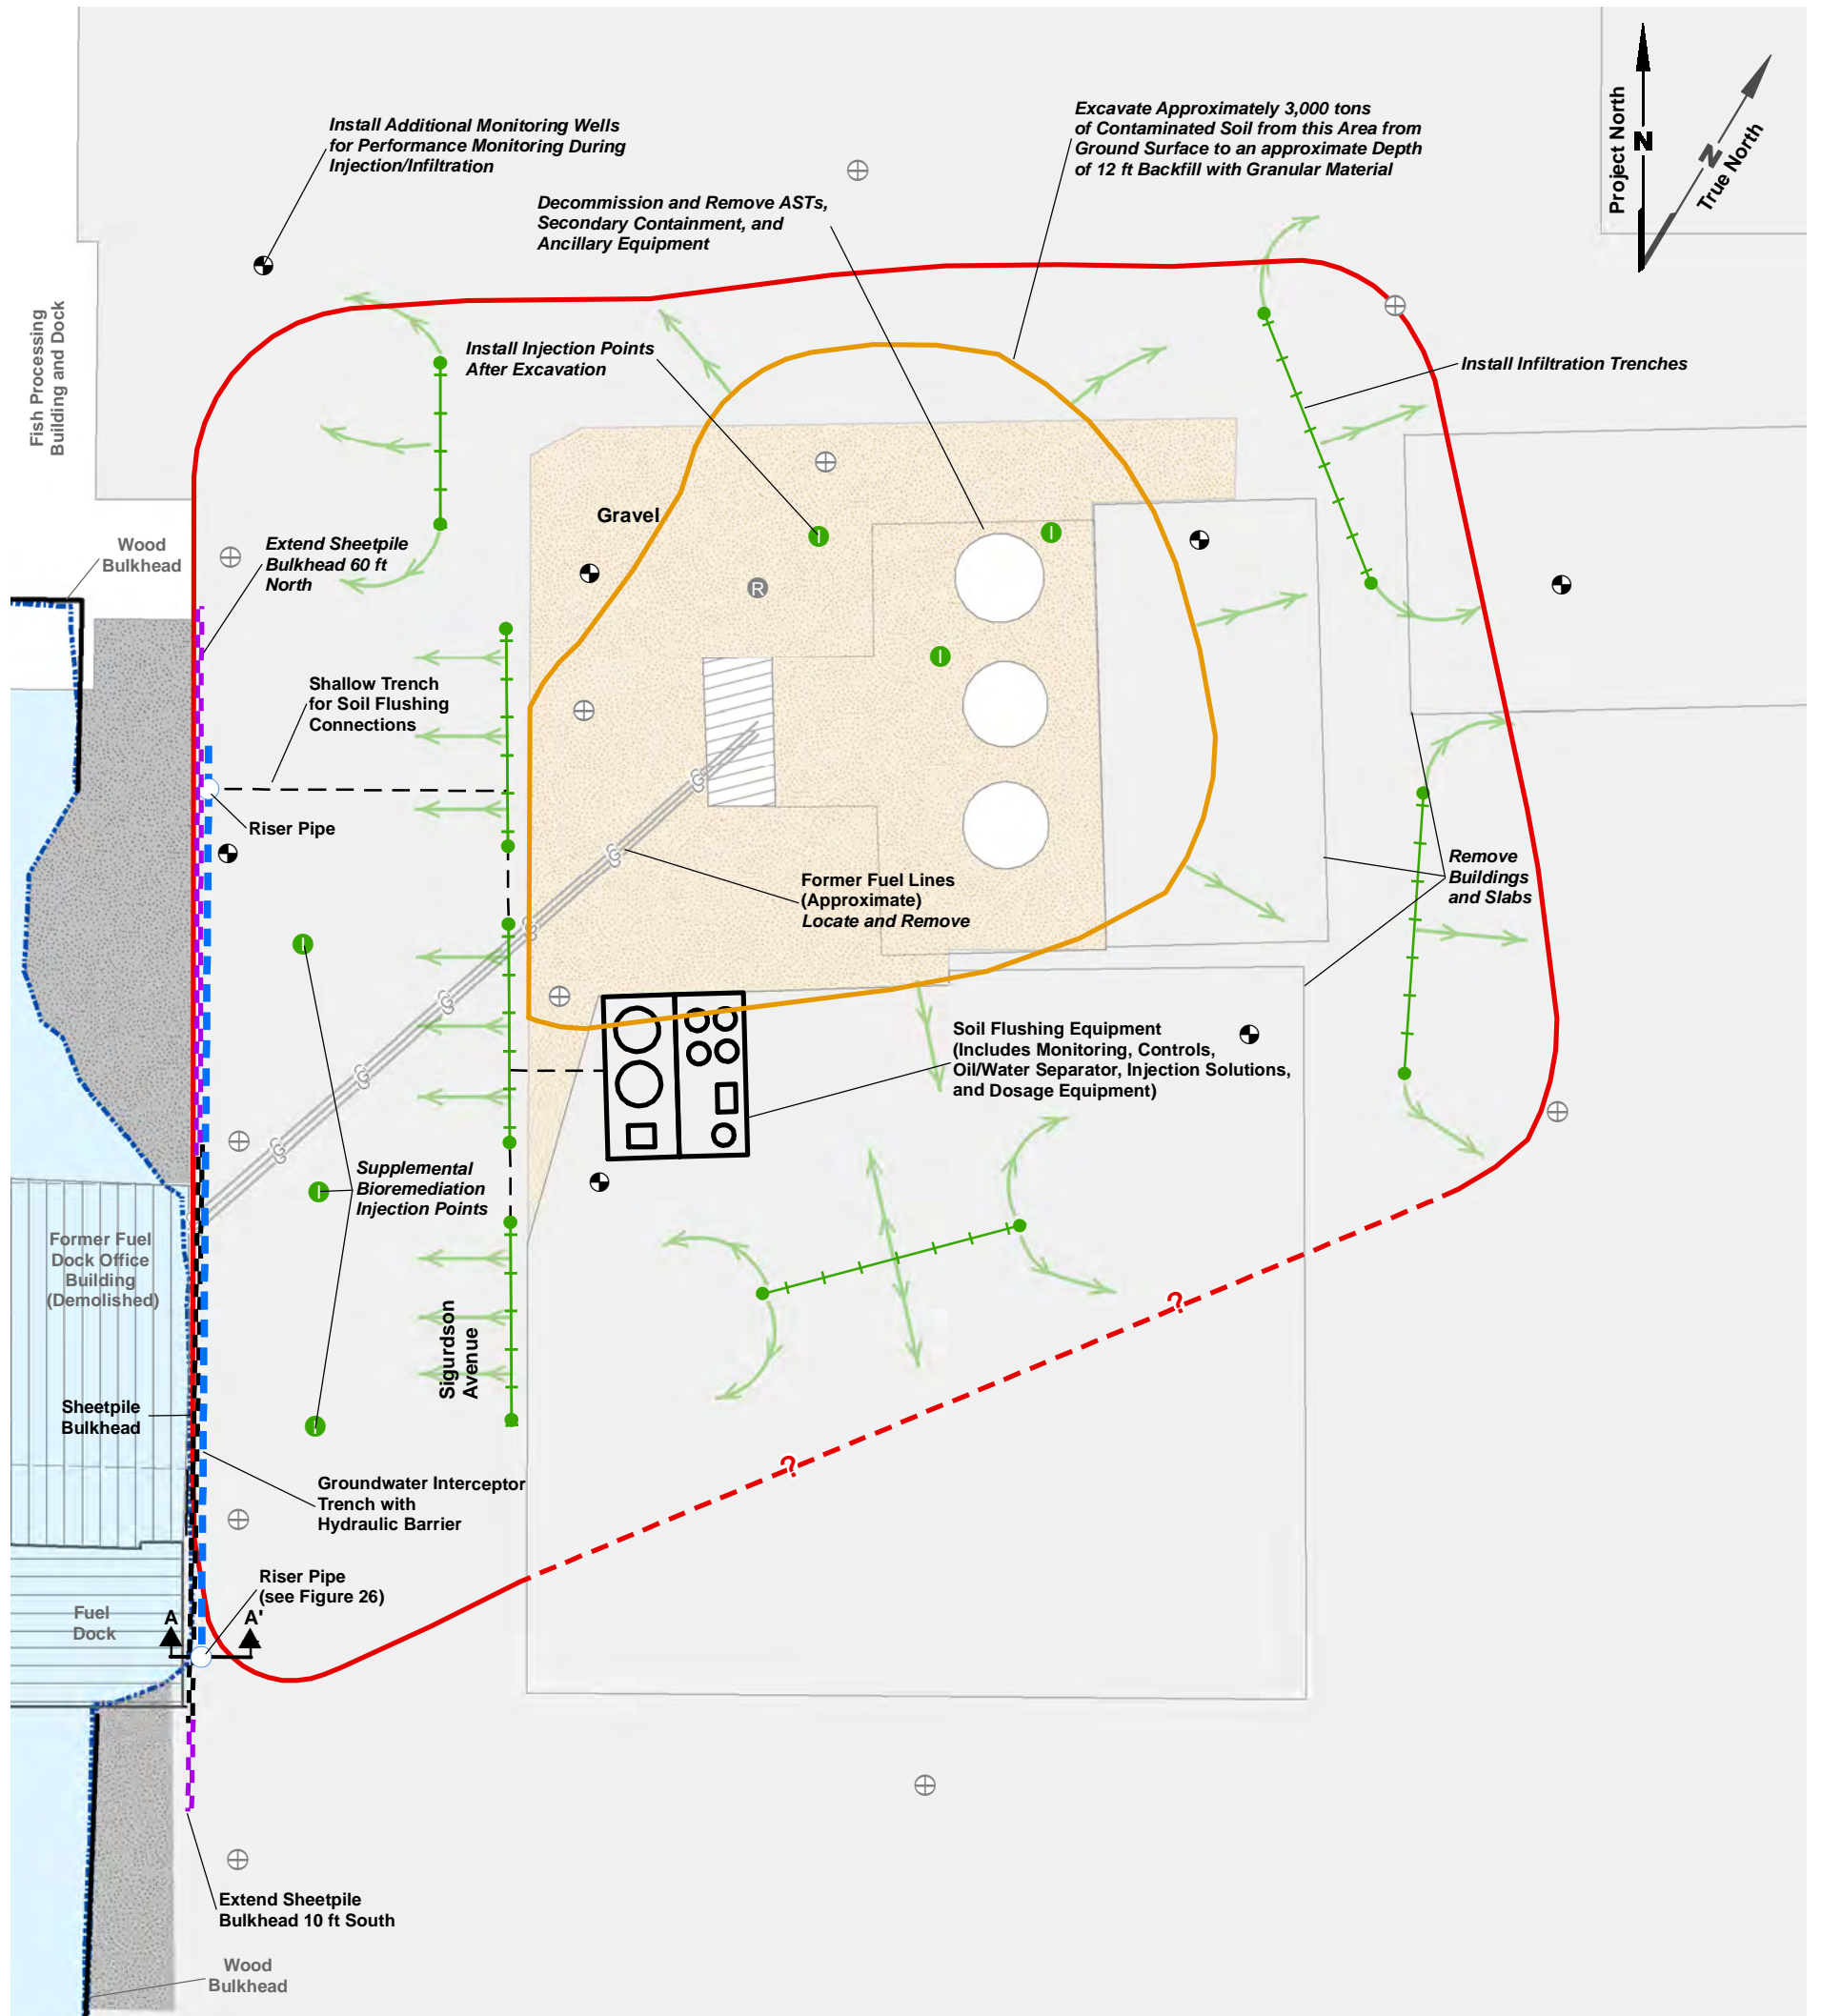 Install Additional Monitoring Wells
for Performance Monitoring During
Injection/Infiltration
Excavate Approximately 3,000 tons
of Contaminated Soil from this Area from
Ground Surface to an approximate Depth
of 12 ft Backfill with Granular Material
Project North
N
N
True North
Decommission and Remove ASTs,
Secondary Containment, and
Ancillary Equipment
Fish Processing
Building and Dock
Install Injection Points
After Excavation
Install Infiltration Trenches
Gravel
Wood
Bulkhead
Extend Sheetpile
Bulkhead 60 ft
North
I
I
R
I
Shallow Trench
for Soil Flushing
Connections
G
G
Riser Pipe
G
G
Former Fuel Lines
(Approximate)
Locate and Remove
Remove
Buildings
and Slabs
G
G
I
G
G
Soil Flushing Equipment
(Includes Monitoring, Controls,
Oil/Water Separator, Injection Solutions,
and Dosage Equipment)
G
G
G
G
Supplemental
Bioremediation
Injection Points
I
Former Fuel
Dock Office
Building
(Demolished)
?
Sigurdson
Avenue
Sheetpile
Bulkhead
I
?
Groundwater Interceptor
Trench with
Hydraulic Barrier
Riser Pipe
(see Figure 26)
Fuel
Dock
A
A'
Extend Sheetpile
Bulkhead 10 ft South
Wood
Bulkhead